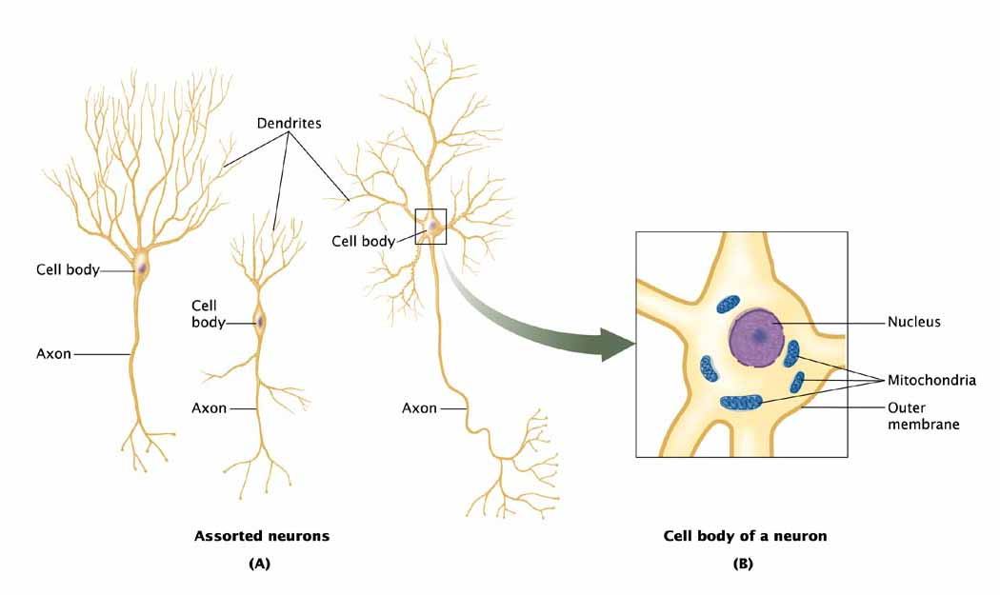 Dendrites
Cell body
Cell body
Cell
body
Nucleus
Axon
Mitochondria
Axon
Axon
Outer
membrane
Assorted neurons
(A)
Cell body of a neuron
(B)